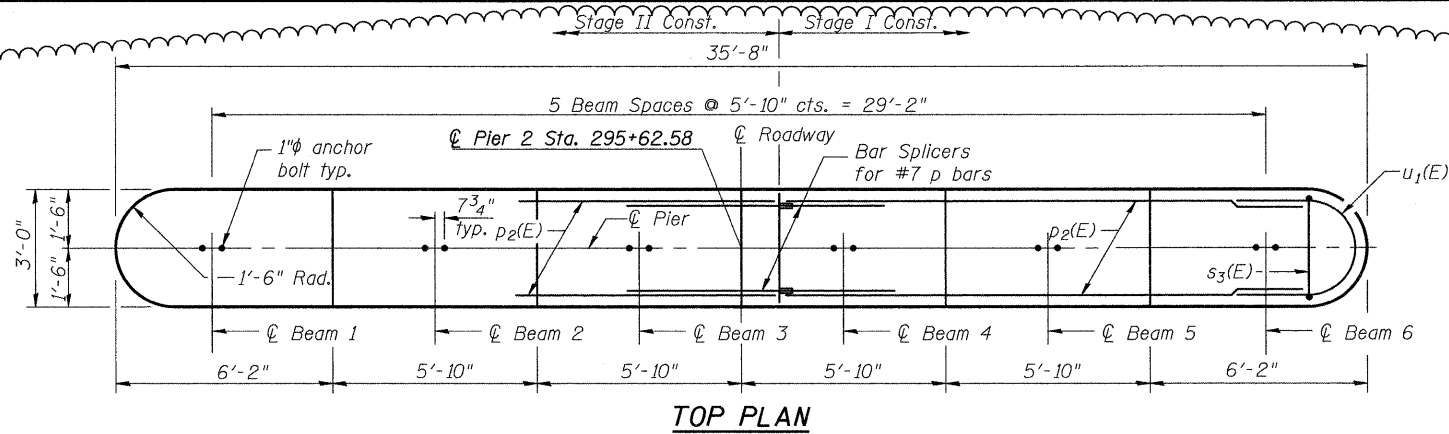 Stage II Const.
Stage I Const.
35'-8"
5 Beam Spaces @ 5'-10" cts. = 29'-2"
℄ Pier 2 Sta. 295+62.58
℄ Roadway
1"ϕ anchor
bolt typ.
Bar Splicers
for #7 p bars
u₁(E)
7¾"
typ.
p₂(E)
℄ Pier
p₂(E)
3'-0"
1'-6"
1'-6"
1'-6" Rad.
s₃(E)
℄ Beam 1
℄ Beam 2
℄ Beam 3
℄ Beam 4
℄ Beam 5
℄ Beam 6
6'-2"
5'-10"
5'-10"
5'-10"
5'-10"
6'-2"
TOP PLAN